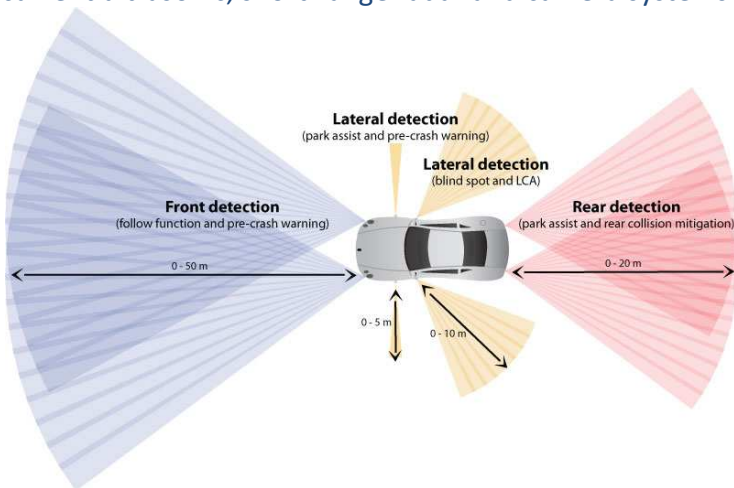 Lateral detection
(park assist and pre-crash warning)
Lateral detection
(blind spot and LCA)
Front detection
(follow function and pre-crash warning)
Rear detection
(park assist and rear collision mitigation)
0 - 50 m
0 - 20 m
0 - 5 m
0 - 10 m